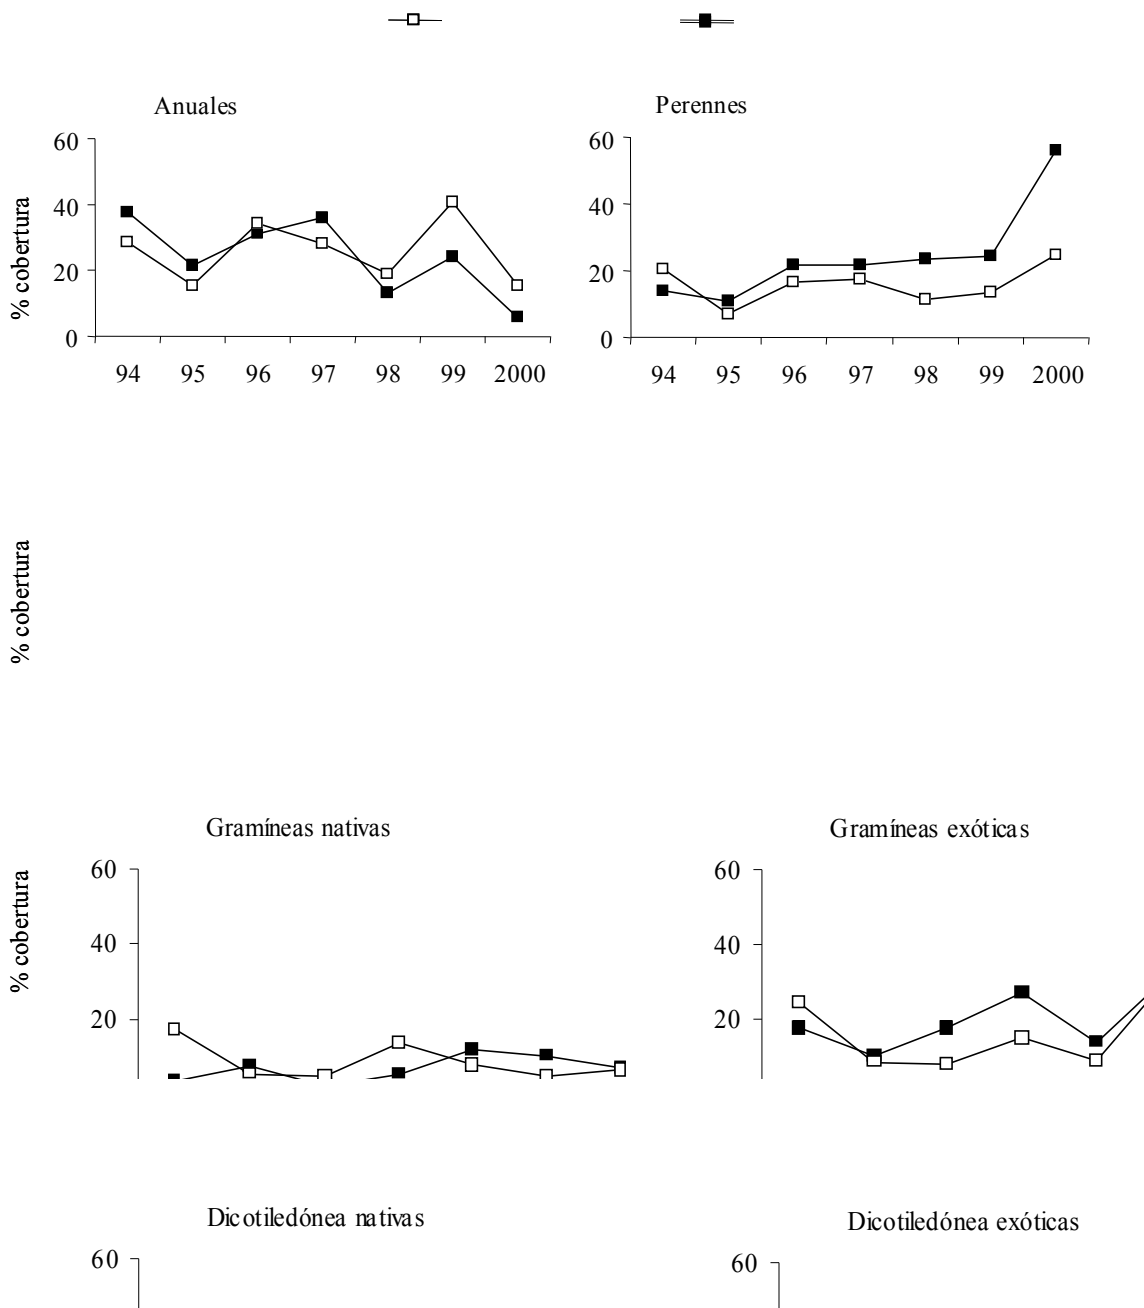 Anuales
Perennes
% cobertura
60
40
20
0
94 95 96 97 98 99 2000
60
40
20
0
94 95 96 97 98 99 2000
% cobertura
Gramíneas nativas
Gramíneas exóticas
% cobertura
60
40
20
60
40
20
Dicotiledónea nativas
Dicotiledónea exóticas
60
60